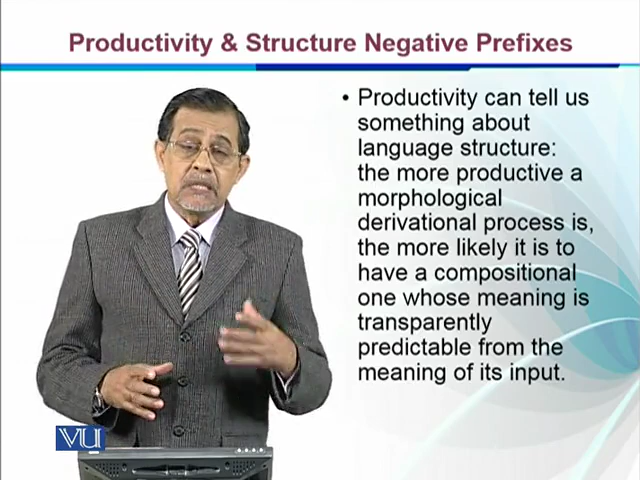 Productivity & Structure Negative Prefixes
• Productivity can tell us
something about
language structure:
the more productive a
morphological
derivational process is,
the more likely it is to
have a compositional
one whose meaning is
transparently
predictable from the
meaning of its input.
VU